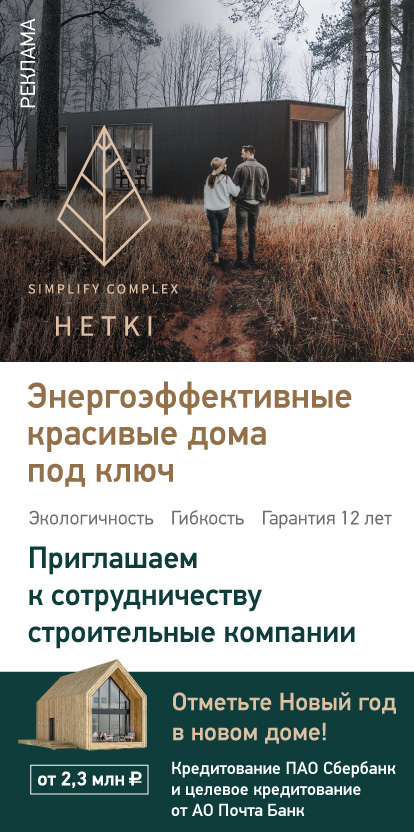 РЕКЛАМА
SIMPLIFY COMPLEX
HETKI
Энергоэффективные
красивые дома
под ключ
Экологичность Гибкость Гарантия 12 лет
Приглашаем
к сотрудничеству
строительные компании
Отметьте Новый год
в новом доме!
от 2,3 млн ₽
Кредитование ПАО Сбербанк
и целевое кредитование
от АО Почта Банк